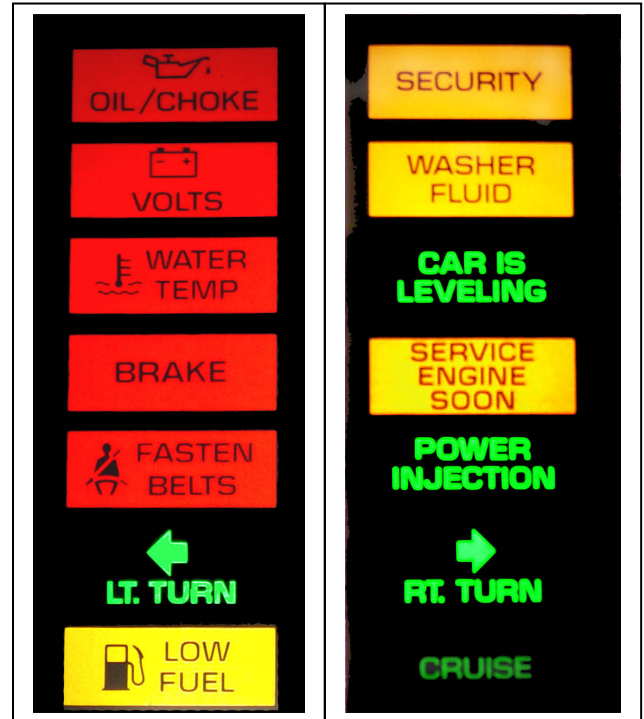 OIL/CHOKE
VOLTS
WATER
TEMP
BRAKE
FASTEN
BELTS
LT. TURN
LOW
FUEL
SECURITY
WASHER
FLUID
CAR IS
LEVELING
SERVICE
ENGINE
SOON
POWER
INJECTION
RT. TURN
CRUISE